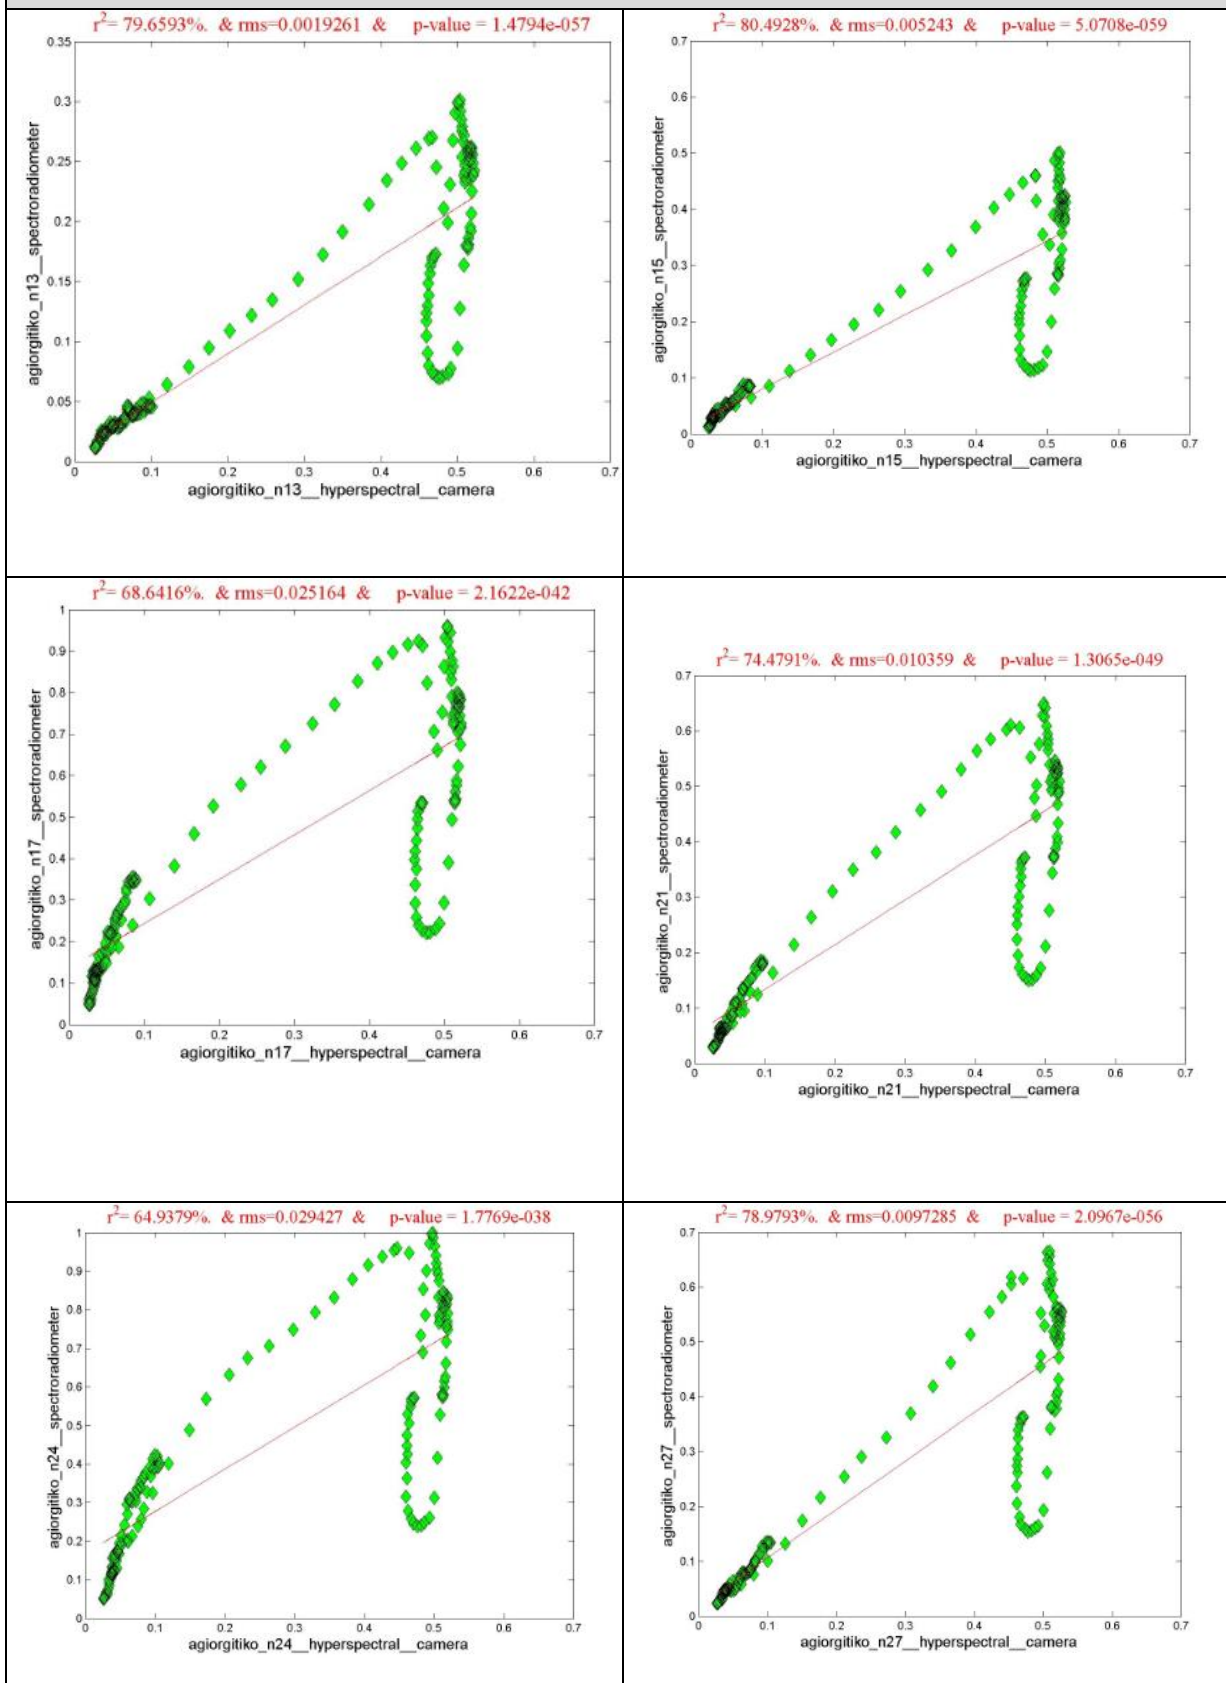 r²= 79.6593%. & rms=0.0019261 & p-value = 1.4794e-057
0.35
0.3
0.25
0.2
0.15
0.1
0.05
0
agiorgitiko_n13__spectroradiometer
0 0.1 0.2 0.3 0.4 0.5 0.6 0.7
agiorgitiko_n13__hyperspectral__camera
r²= 80.4928%. & rms=0.005243 & p-value = 5.0708e-059
0.7
0.6
0.5
0.4
0.3
0.2
0.1
0
agiorgitiko_n15__spectroradiometer
0 0.1 0.2 0.3 0.4 0.5 0.6 0.7
agiorgitiko_n15__hyperspectral__camera
r²= 68.6416%. & rms=0.025164 & p-value = 2.1622e-042
1
0.9
0.8
0.7
0.6
0.5
0.4
0.3
0.2
0.1
0
agiorgitiko_n17__spectroradiometer
0 0.1 0.2 0.3 0.4 0.5 0.6 0.7
agiorgitiko_n17__hyperspectral__camera
r²= 74.4791%. & rms=0.010359 & p-value = 1.3065e-049
0.7
0.6
0.5
0.4
0.3
0.2
0.1
0
agiorgitiko_n21__spectroradiometer
0 0.1 0.2 0.3 0.4 0.5 0.6 0.7
agiorgitiko_n21__hyperspectral__camera
r²= 64.9379%. & rms=0.029427 & p-value = 1.7769e-038
1
0.9
0.8
0.7
0.6
0.5
0.4
0.3
0.2
0.1
0
agiorgitiko_n24__spectroradiometer
0 0.1 0.2 0.3 0.4 0.5 0.6 0.7
agiorgitiko_n24__hyperspectral__camera
r²= 78.9793%. & rms=0.0097285 & p-value = 2.0967e-056
0.7
0.6
0.5
0.4
0.3
0.2
0.1
0
agiorgitiko_n27__spectroradiometer
0 0.1 0.2 0.3 0.4 0.5 0.6 0.7
agiorgitiko_n27__hyperspectral__camera